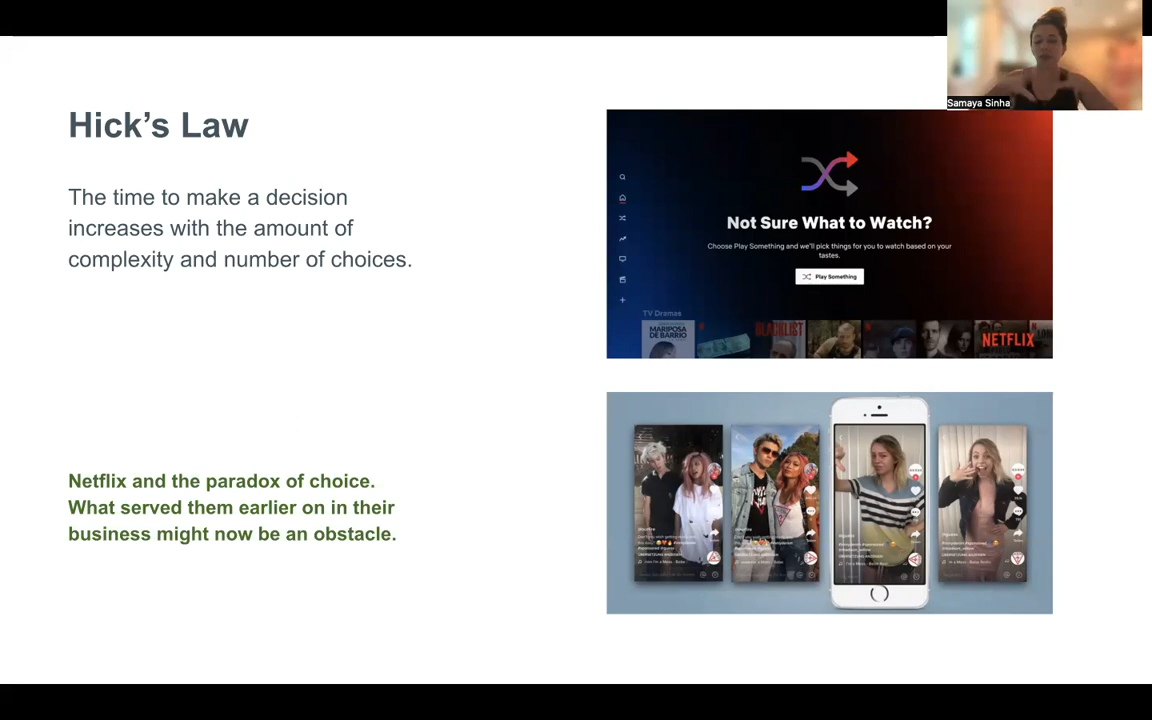 Samaya Sinha
Hick's Law
The time to make a decision
increases with the amount of
complexity and number of choices.
Netflix and the paradox of choice.
What served them earlier on in their
business might now be an obstacle.
Not Sure What to Watch?
Choose Play Something and we'll pick things for you to watch based on your
tastes.
Play Something
TV Dramas
MARIPOSA
DE BARRIO
BLACKLIST
NETFLIX